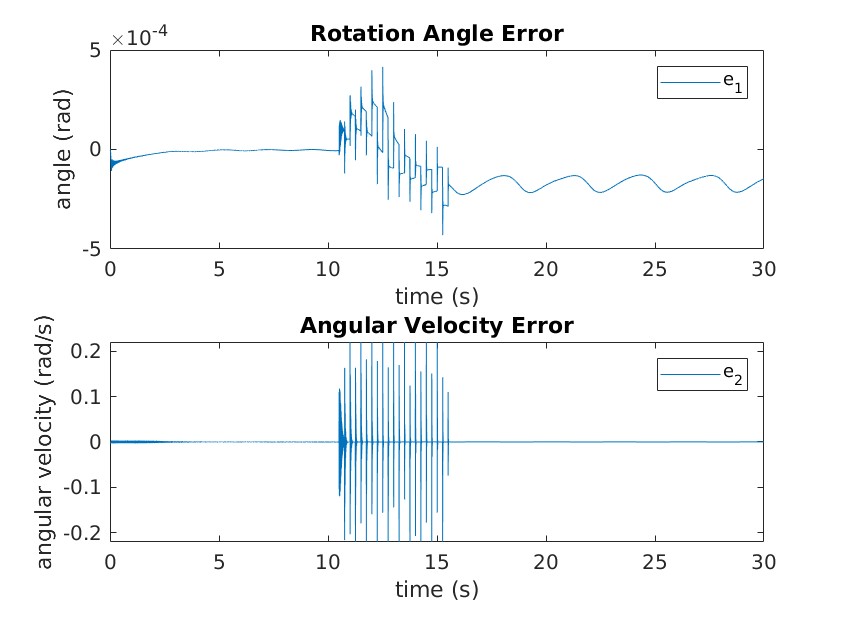 Rotation Angle Error
×10⁻⁴
5
0
-5
angle (rad)
e₁
0 5 10 15 20 25 30
time (s)
Angular Velocity Error
0.2
0.1
0
-0.1
-0.2
angular velocity (rad/s)
e₂
0 5 10 15 20 25 30
time (s)